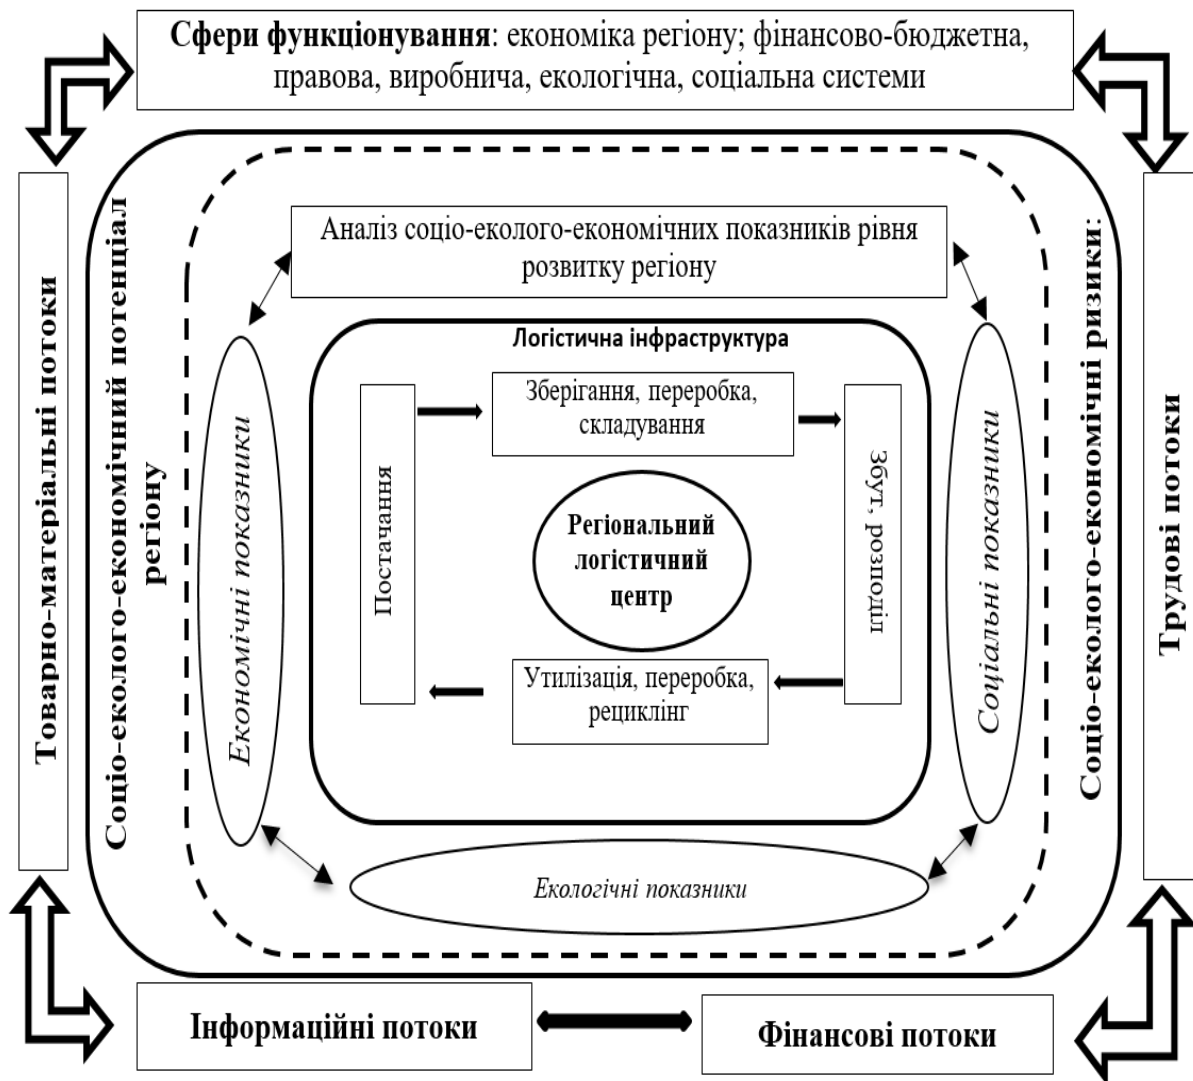 Сфери функціонування: економіка регіону; фінансово-бюджетна,
правова, виробнича, екологічна, соціальна системи
Товарно-матеріальні потоки
Соціо-еколого-економічний потенціал
регіону
Аналіз соціо-еколого-економічних показників рівня
розвитку регіону
Економічні показники
Логістична інфраструктура
Постачання
Зберігання, переробка,
складування
Регіональний
логістичний
центр
Збут, розподіл
Утилізація, переробка,
рециклінг
Соціальні показники
Екологічні показники
Соціо-еколого-економічні ризики:
Трудові потоки
Інформаційні потоки
Фінансові потоки